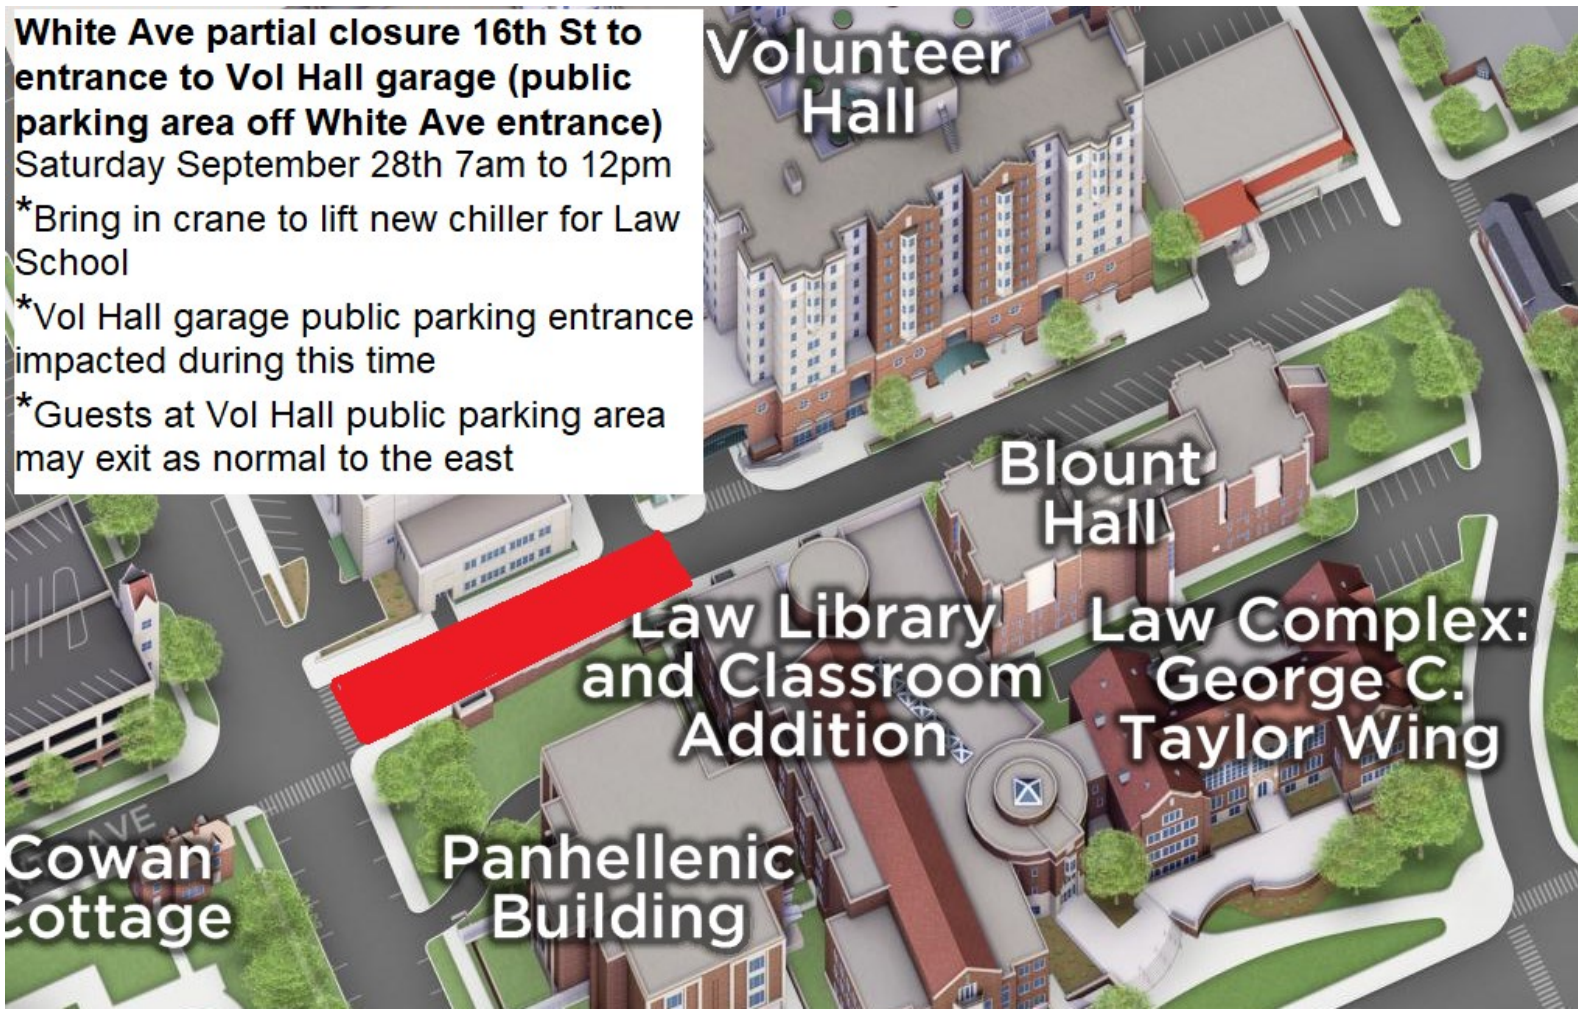 White Ave partial closure 16th St to
entrance to Vol Hall garage (public
parking area off White Ave entrance)
Saturday September 28th 7am to 12pm
*Bring in crane to lift new chiller for Law
School
*Vol Hall garage public parking entrance
impacted during this time
*Guests at Vol Hall public parking area
may exit as normal to the east
Volunteer
Hall
Blount
Hall
Law Library
and Classroom
Addition
Law Complex:
George C.
Taylor Wing
AVE
Cowan
Cottage
Panhellenic
Building